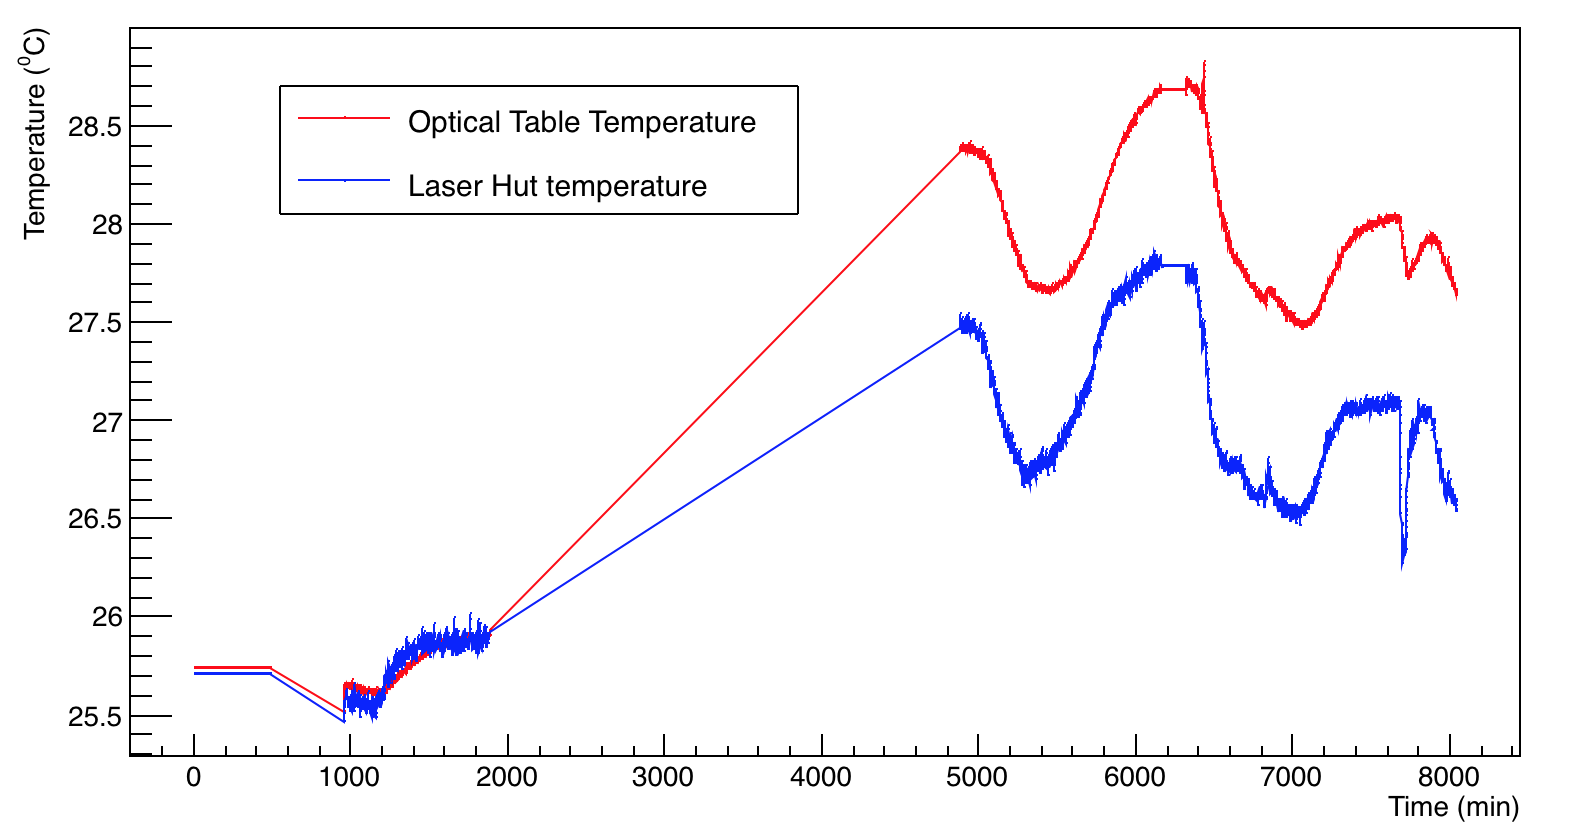 Temperature (⁰C)
Optical Table Temperature
Laser Hut temperature
28.5
28
27.5
27
26.5
26
25.5
0 1000 2000 3000 4000 5000 6000 7000 8000
Time (min)